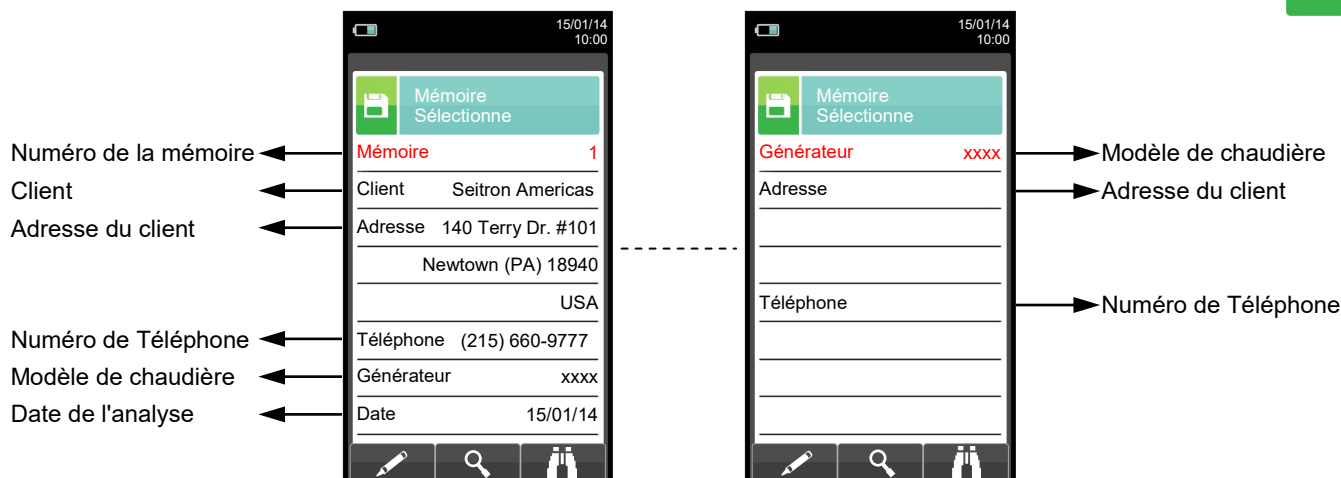 15/01/14
10:00
Mémoire
Sélectionne
Numéro de la mémoire
Mémoire 1
Client
Client Seitron Americas
Adresse du client
Adresse 140 Terry Dr. #101
Newtown (PA) 18940
USA
Numéro de Téléphone
Téléphone (215) 660-9777
Modèle de chaudière
Générateur xxxx
Date de l'analyse
Date 15/01/14
15/01/14
10:00
Mémoire
Sélectionne
Générateur xxxx
Modèle de chaudière
Adresse
Adresse du client
Téléphone
Numéro de Téléphone